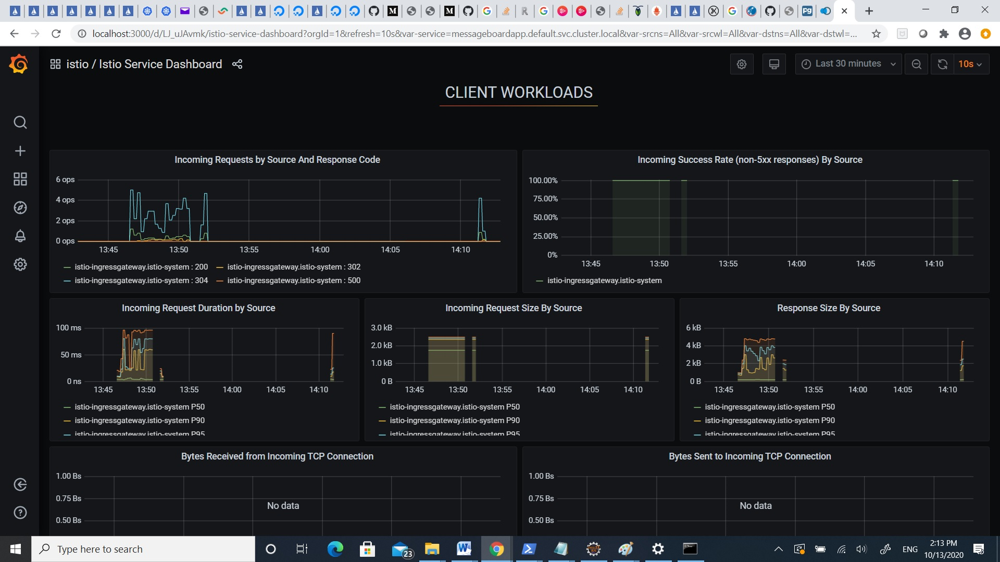 localhost:3000/d/LJ_uJAvmk/istio-service-dashboard?orgId=1&refresh=10s&var-service=messageboardapp.default.svc.cluster.local&var-srcns=All&var-srcwl=All&var-dstns=All&var-dstwl=...
istio / Istio Service Dashboard
Last 30 minutes
10s
CLIENT WORKLOADS
Incoming Requests by Source And Response Code
6 ops
4 ops
2 ops
0 ops
13:45 13:50 13:55 14:00 14:05 14:10
istio-ingressgateway.istio-system : 200 istio-ingressgateway.istio-system : 302
istio-ingressgateway.istio-system : 304 istio-ingressgateway.istio-system : 500
Incoming Success Rate (non-5xx responses) By Source
100.00%
75.00%
50.00%
25.00%
0%
13:45 13:50 13:55 14:00 14:05 14:10
istio-ingressgateway.istio-system
Incoming Request Duration by Source
100 ms
50 ms
0 ns
13:45 13:50 13:55 14:00 14:05 14:10
istio-ingressgateway.istio-system P50
istio-ingressgateway.istio-system P90
istio-ingressgateway.istio-system P95
Incoming Request Size By Source
3.0 kB
2.0 kB
1.0 kB
0 B
13:45 13:50 13:55 14:00 14:05 14:10
istio-ingressgateway.istio-system P50
istio-ingressgateway.istio-system P90
istio-ingressgateway.istio-system P95
Response Size By Source
6 kB
4 kB
2 kB
0 B
13:45 13:50 13:55 14:00 14:05 14:10
istio-ingressgateway.istio-system P50
istio-ingressgateway.istio-system P90
istio-ingressgateway.istio-system P95
Bytes Received from Incoming TCP Connection
1.00 Bs
0.75 Bs
0.50 Bs
No data
Bytes Sent to Incoming TCP Connection
1.00 Bs
0.75 Bs
0.50 Bs
No data
Type here to search
23
ENG
2:13 PM
10/13/2020